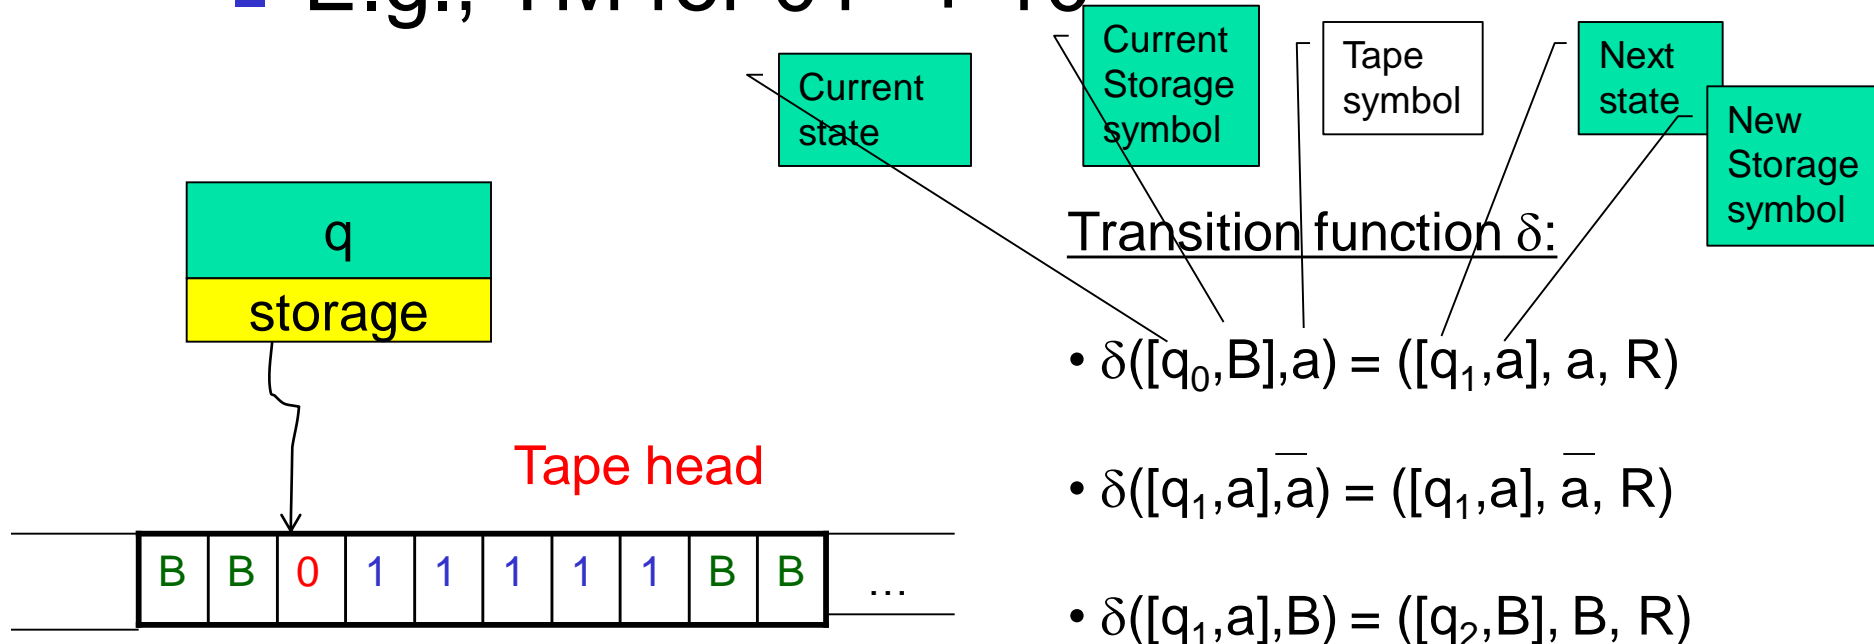 Current
state
Current
Storage
symbol
Tape
symbol
Next
state
New
Storage
symbol
q
storage
Transition function δ:
• δ([q₀,B],a) = ([q₁,a], a, R)
Tape head
• δ([q₁,a],a̅) = ([q₁,a], a̅, R)
B B 0 1 1 1 1 1 B B ...
• δ([q₁,a],B) = ([q₂,B], B, R)